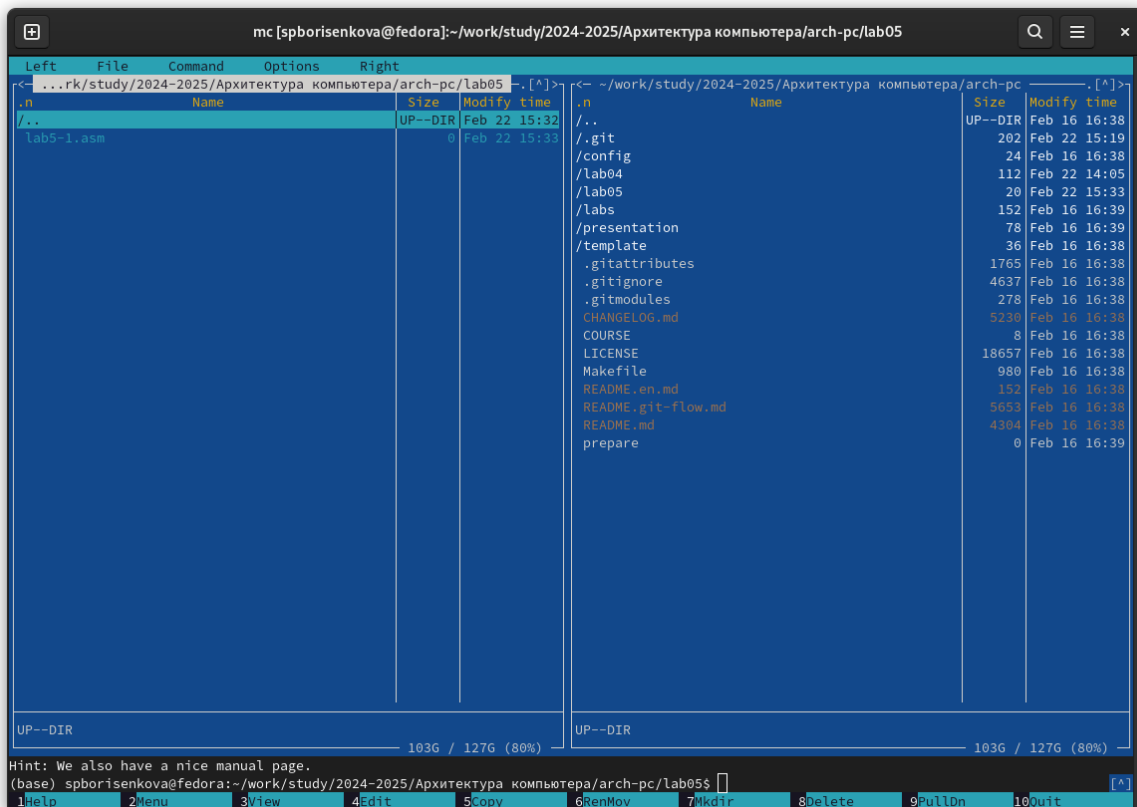 mc [spborisenkova@fedora]:~/work/study/2024-2025/Архитектура компьютера/arch-pc/lab05
Left File Command Options Right
<— ...rk/study/2024-2025/Архитектура компьютера/arch-pc/lab05 —.[^]>
.n Name Size Modify time
/.. UP--DIR Feb 22 15:32
lab5-1.asm 0 Feb 22 15:33
UP--DIR
103G / 127G (80%)
<— ~/work/study/2024-2025/Архитектура компьютера/arch-pc —.[^]>
.n Name Size Modify time
/.. UP--DIR Feb 16 16:38
/.git 202 Feb 22 15:19
/config 24 Feb 16 16:38
/lab04 112 Feb 22 14:05
/lab05 20 Feb 22 15:33
/labs 152 Feb 16 16:39
/presentation 78 Feb 16 16:39
/template 36 Feb 16 16:38
.gitattributes 1765 Feb 16 16:38
.gitignore 4637 Feb 16 16:38
.gitmodules 278 Feb 16 16:38
CHANGELOG.md 5230 Feb 16 16:38
COURSE 8 Feb 16 16:38
LICENSE 18657 Feb 16 16:38
Makefile 980 Feb 16 16:38
README.en.md 152 Feb 16 16:38
README.git-flow.md 5653 Feb 16 16:38
README.md 4304 Feb 16 16:38
prepare 0 Feb 16 16:39
UP--DIR
103G / 127G (80%)
Hint: We also have a nice manual page.
(base) spborisenkova@fedora:~/work/study/2024-2025/Архитектура компьютера/arch-pc/lab05$ [^]
1Help 2Menu 3View 4Edit 5Copy 6RenMov 7Mkdir 8Delete 9PullDn 10Quit